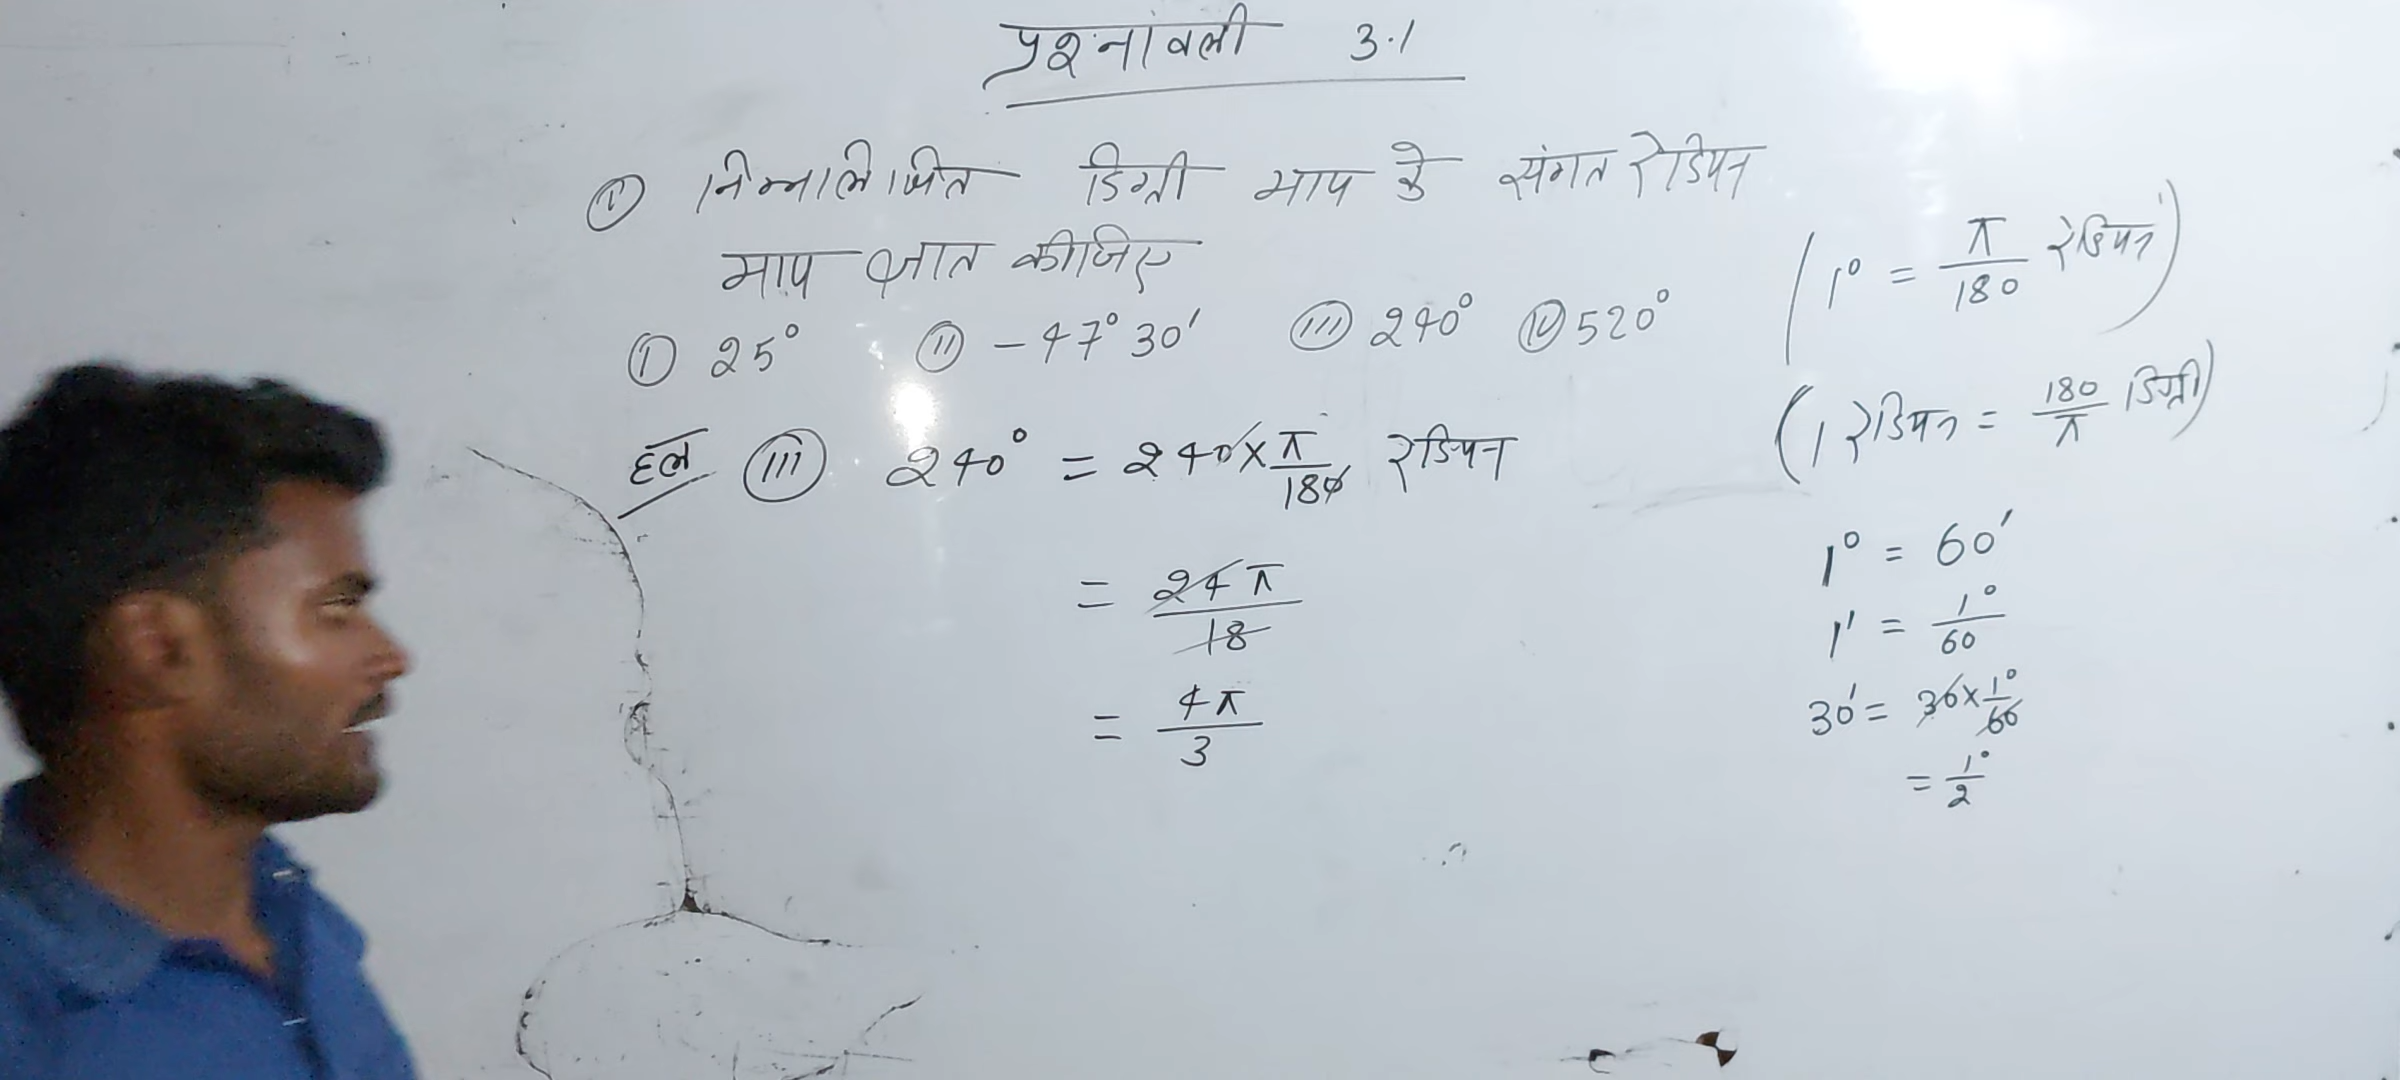 प्रश्नावली 3.1
① निम्नलिखित डिग्री माप के संगत रेडियन
माप ज्ञात कीजिए
(I) 25° (II) -47° 30' (III) 240° (IV) 520°
हल (III) 240° = 240 × π/180 रेडियन
= 24π/18
= 4π/3
(1° = π/180 रेडियन)
(1 रेडियन = 180/π डिग्री)
1° = 60'
1' = 1°/60
30' = 30 × 1°/60
= 1°/2